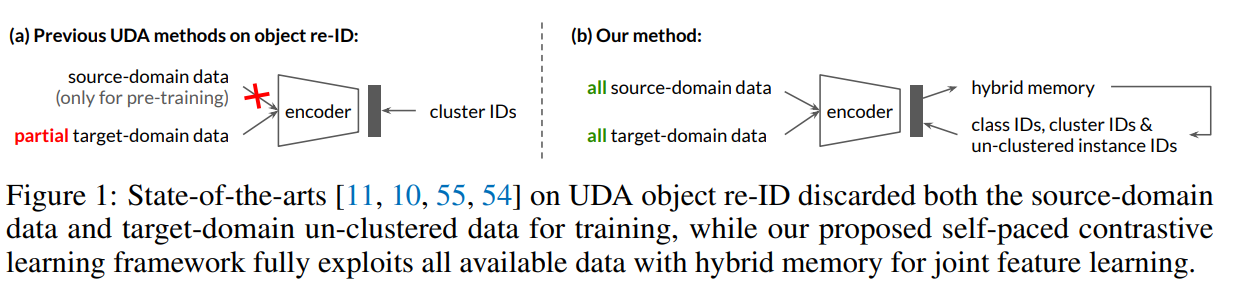 (a) Previous UDA methods on object re-ID:
source-domain data
(only for pre-training)
partial target-domain data
encoder
cluster IDs
(b) Our method:
all source-domain data
all target-domain data
encoder
hybrid memory
class IDs, cluster IDs &
un-clustered instance IDs
Figure 1: State-of-the-arts [11, 10, 55, 54] on UDA object re-ID discarded both the source-domain
data and target-domain un-clustered data for training, while our proposed self-paced contrastive
learning framework fully exploits all available data with hybrid memory for joint feature learning.